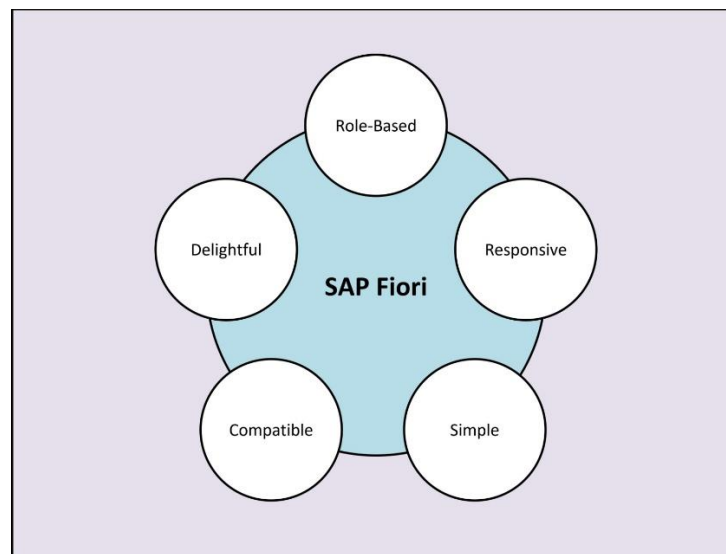 Role-Based
Delightful
Responsive
SAP Fiori
Compatible
Simple